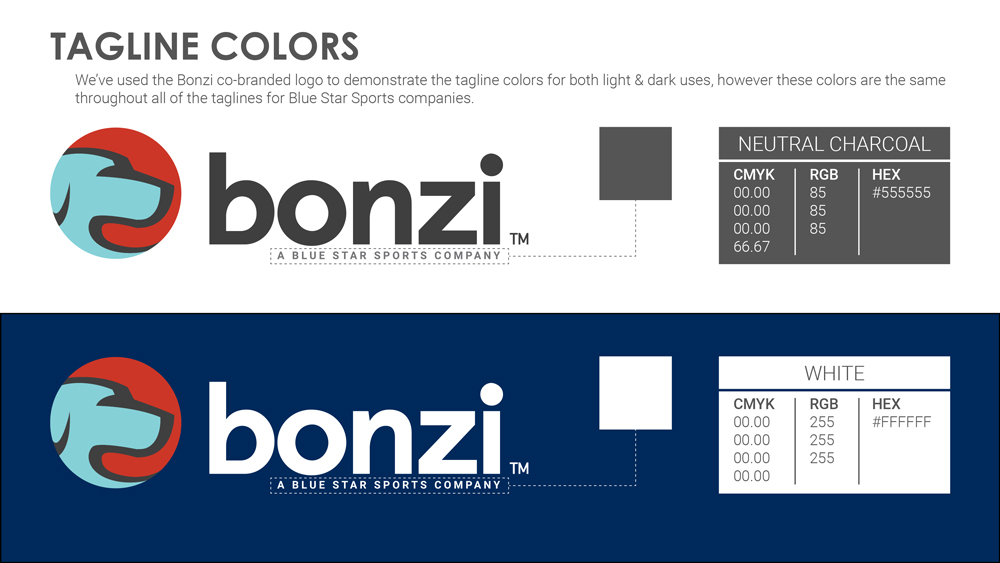 TAGLINE COLORS
We’ve used the Bonzi co-branded logo to demonstrate the tagline colors for both light & dark uses, however these colors are the same
throughout all of the taglines for Blue Star Sports companies.
bonzi TM
A BLUE STAR SPORTS COMPANY
NEUTRAL CHARCOAL
CMYK RGB HEX
00.00 85 #555555
00.00 85
00.00 85
66.67
bonzi TM
A BLUE STAR SPORTS COMPANY
WHITE
CMYK RGB HEX
00.00 255 #FFFFFF
00.00 255
00.00 255
00.00